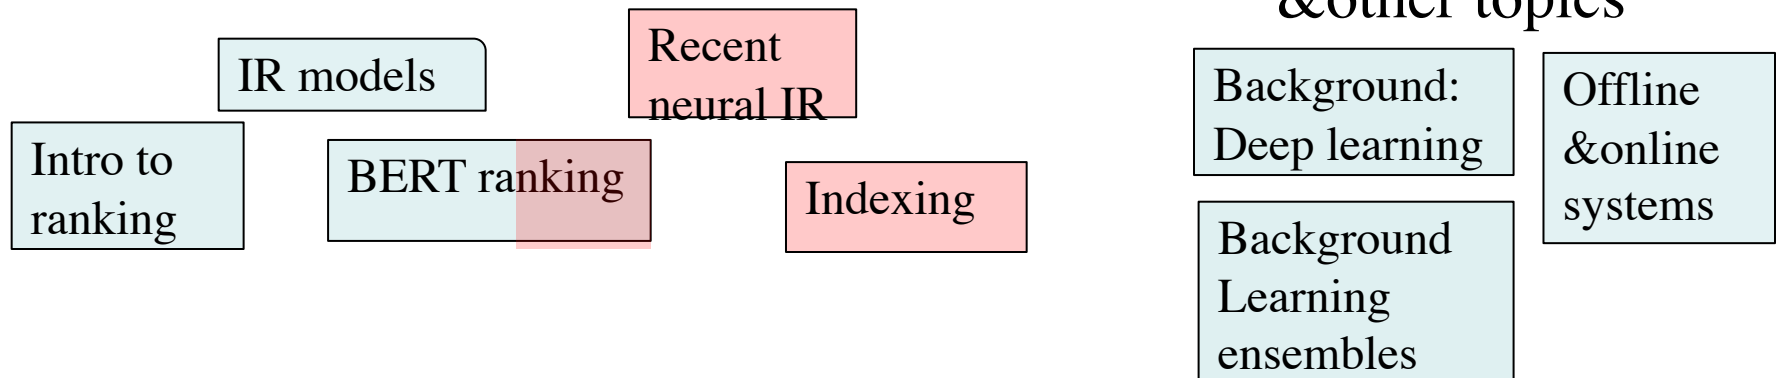 &other topics
IR models
Recent
neural IR
Intro to
ranking
BERT ranking
Indexing
Background:
Deep learning
Offline
&online
systems
Background
Learning
ensembles